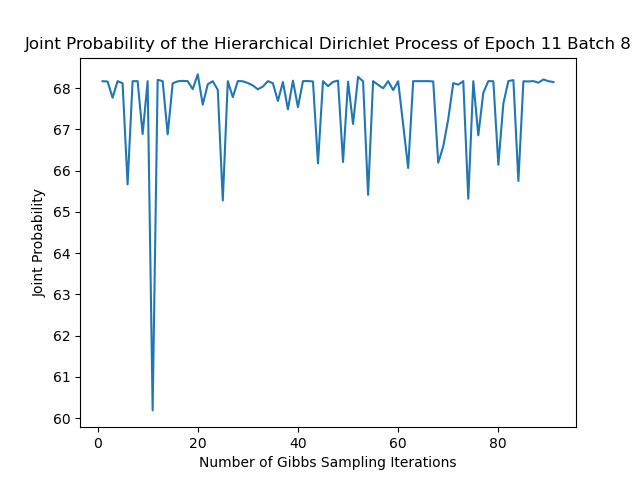 Joint Probability of the Hierarchical Dirichlet Process of Epoch 11 Batch 8
68
67
66
65
64
63
62
61
60
Joint Probability
0 20 40 60 80
Number of Gibbs Sampling Iterations